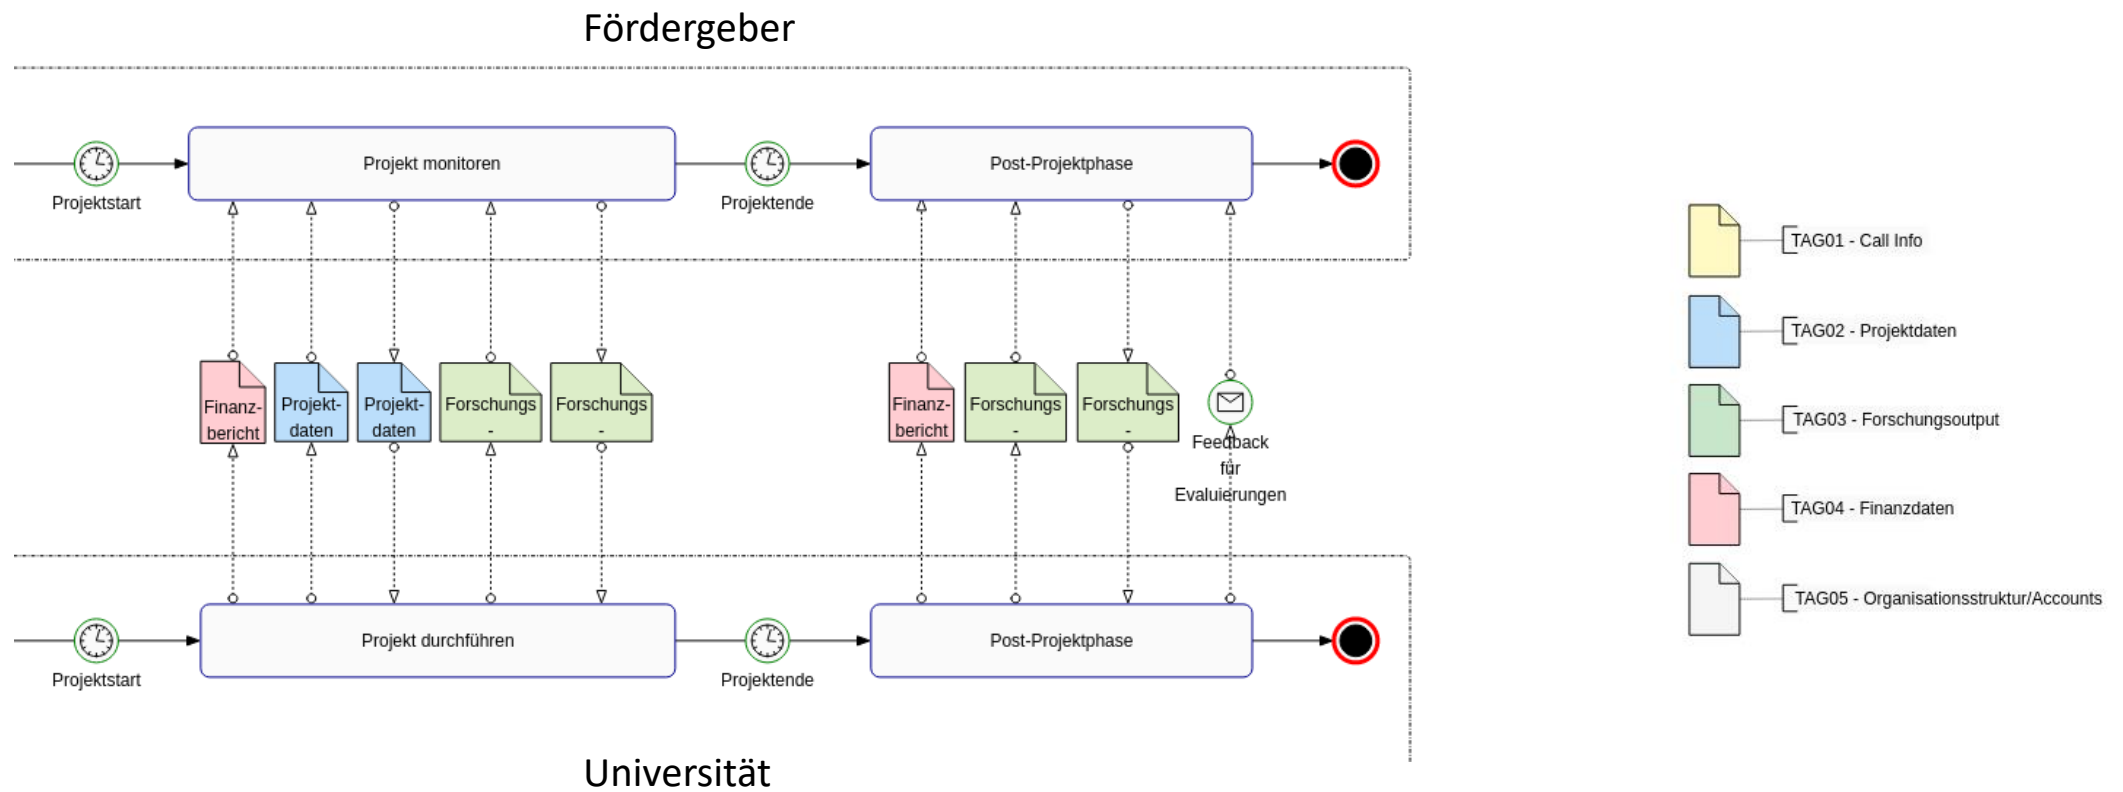 Fördergeber
Projekt monitoren
Post-Projektphase
Projektstart
Projektende
Finanz-
bericht
Projekt-
daten
Projekt-
daten
Forschungs
-
Forschungs
-
Finanz-
bericht
Forschungs
-
Forschungs
-
Feedback
für
Evaluierungen
Projekt durchführen
Post-Projektphase
Projektstart
Projektende
Universität
TAG01 - Call Info
TAG02 - Projektdaten
TAG03 - Forschungsoutput
TAG04 - Finanzdaten
TAG05 - Organisationsstruktur/Accounts